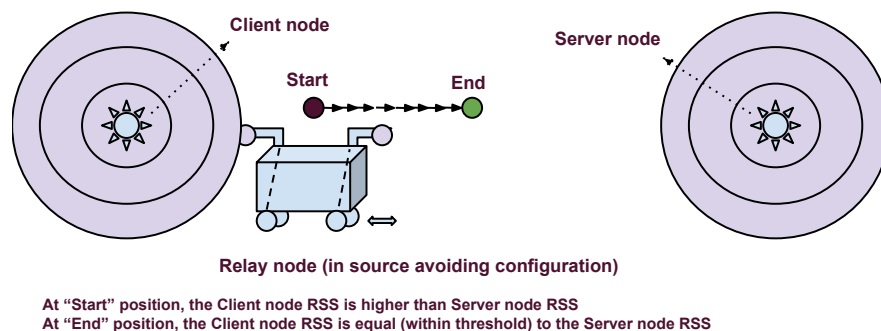 Client node
Server node
Start
End
Relay node (in source avoiding configuration)
At “Start” position, the Client node RSS is higher than Server node RSS
At “End” position, the Client node RSS is equal (within threshold) to the Server node RSS